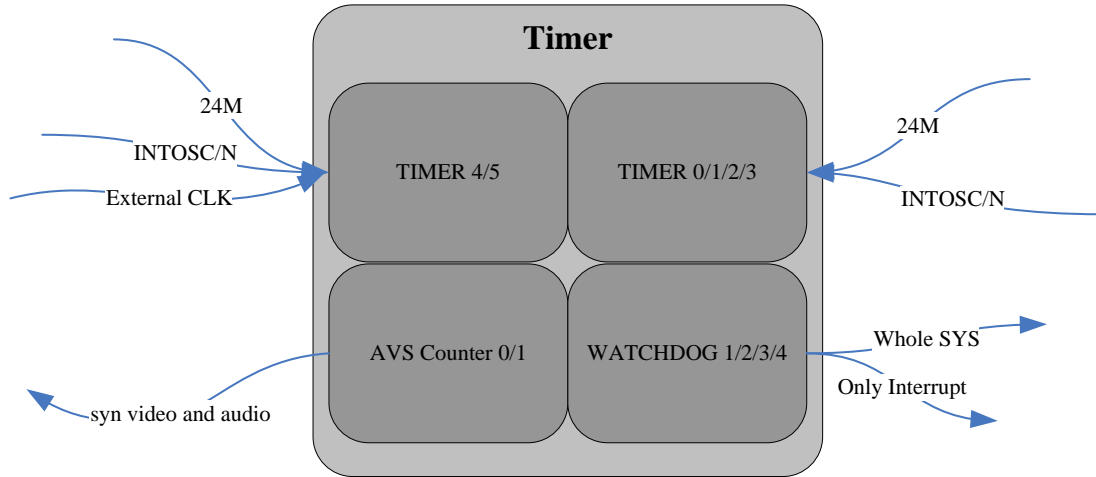 Timer
24M
INTOSC/N
External CLK
TIMER 4/5
TIMER 0/1/2/3
24M
INTOSC/N
AVS Counter 0/1
WATCHDOG 1/2/3/4
syn video and audio
Whole SYS
Only Interrupt